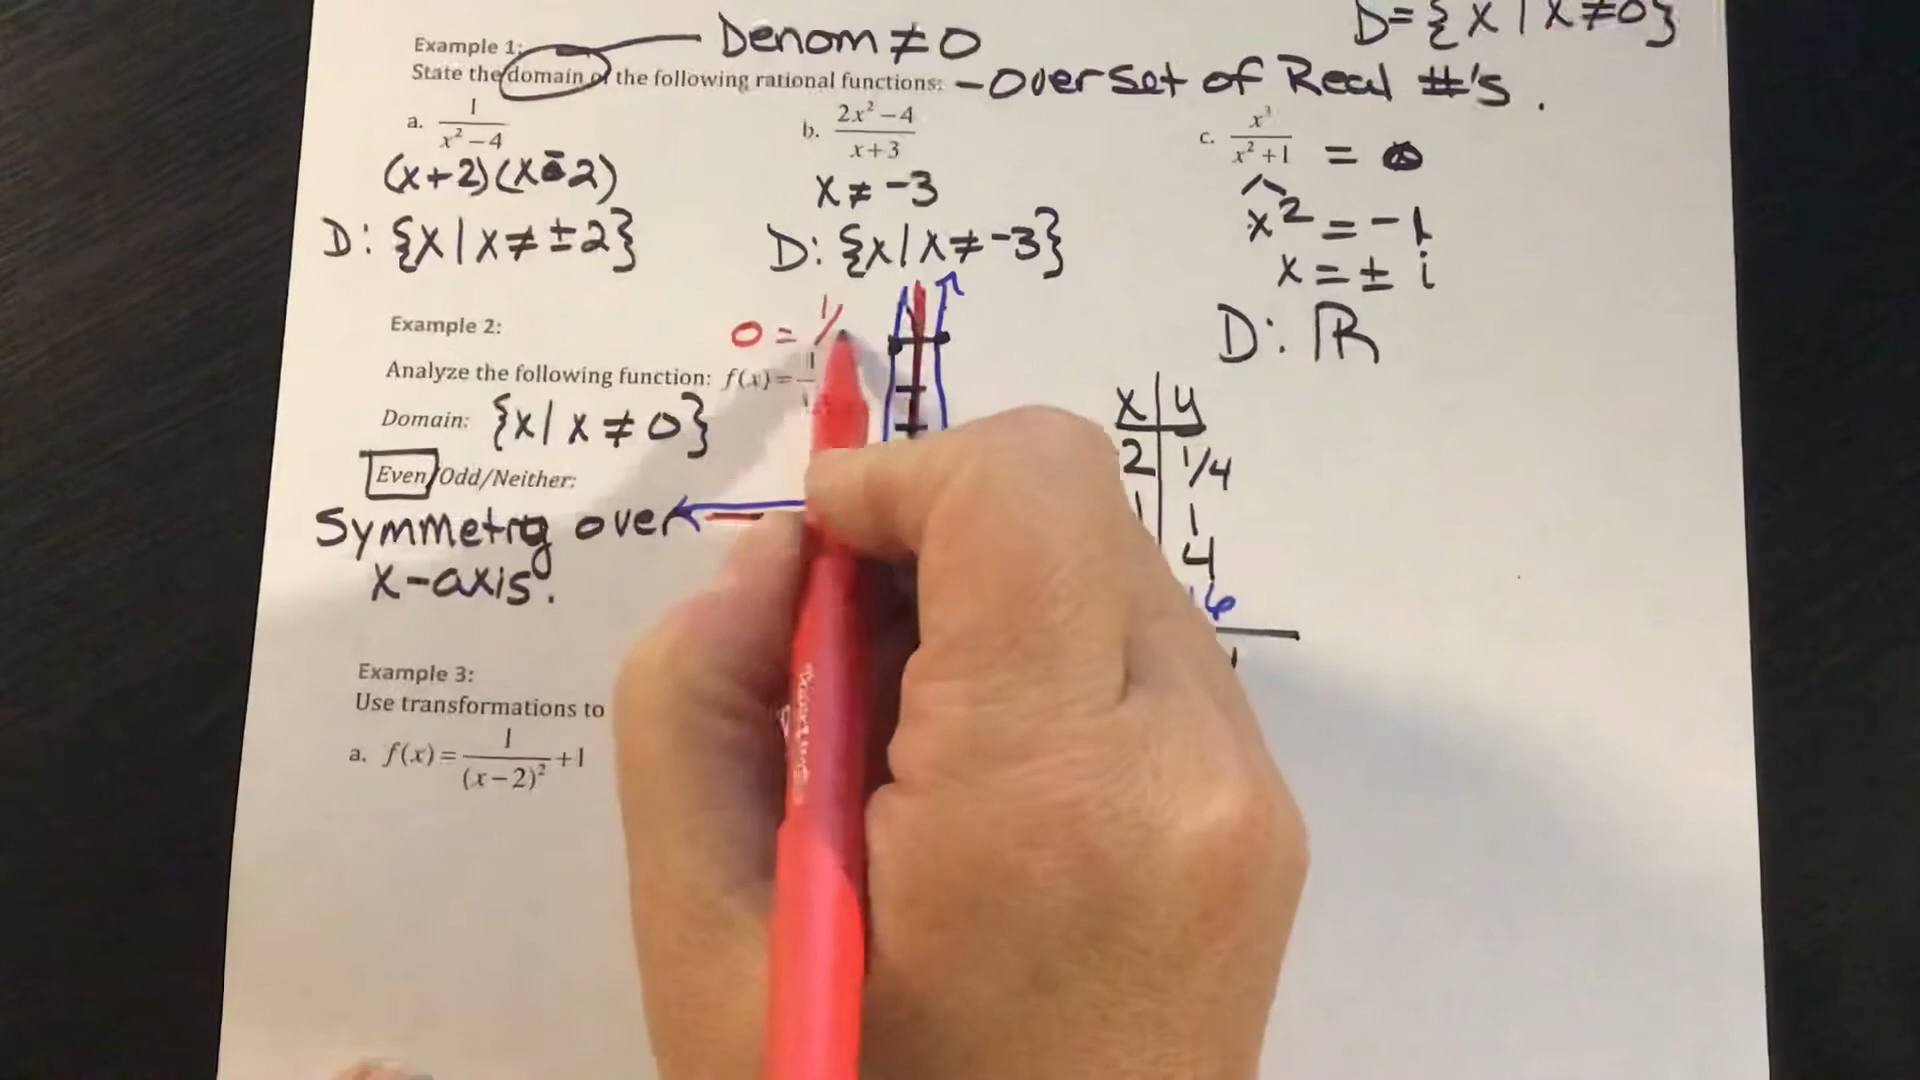 D={x | x≠0}
Example 1: Denom ≠ 0
State the domain of the following rational functions: – over set of Real #'s .
a. 1/(x² – 4)
b. (2x² – 4)/(x+3)
c. x³/(x² +1) =
(x+2)(x-2)
x ≠ -3
x² = -1
x = ± i
D: {x | x ≠ ±2}
D: {x | x ≠ -3}
D: ℝ
Example 2:
0 = 1/
Analyze the following function: f(x) = 1
Domain: {x | x ≠ 0}
Even/Odd/Neither:
Symmetry over
x-axis.
x | y
2 | 1/4
1 | 1
4
16
Example 3:
Use transformations to
a. f(x) = 1/(x–2)² +1